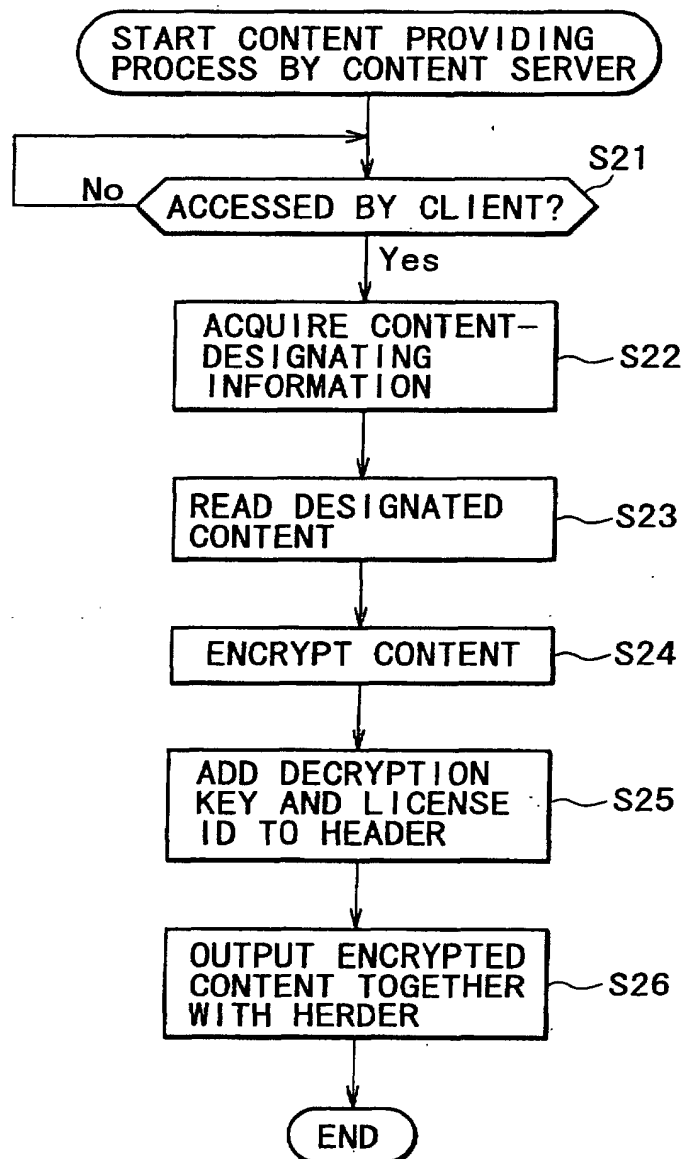 START CONTENT PROVIDING
PROCESS BY CONTENT SERVER
S21
No
ACCESSED BY CLIENT?
Yes
ACQUIRE CONTENT-
DESIGNATING
INFORMATION
S22
READ DESIGNATED
CONTENT
S23
ENCRYPT CONTENT
S24
ADD DECRYPTION
KEY AND LICENSE
ID TO HEADER
S25
OUTPUT ENCRYPTED
CONTENT TOGETHER
WITH HERDER
S26
END